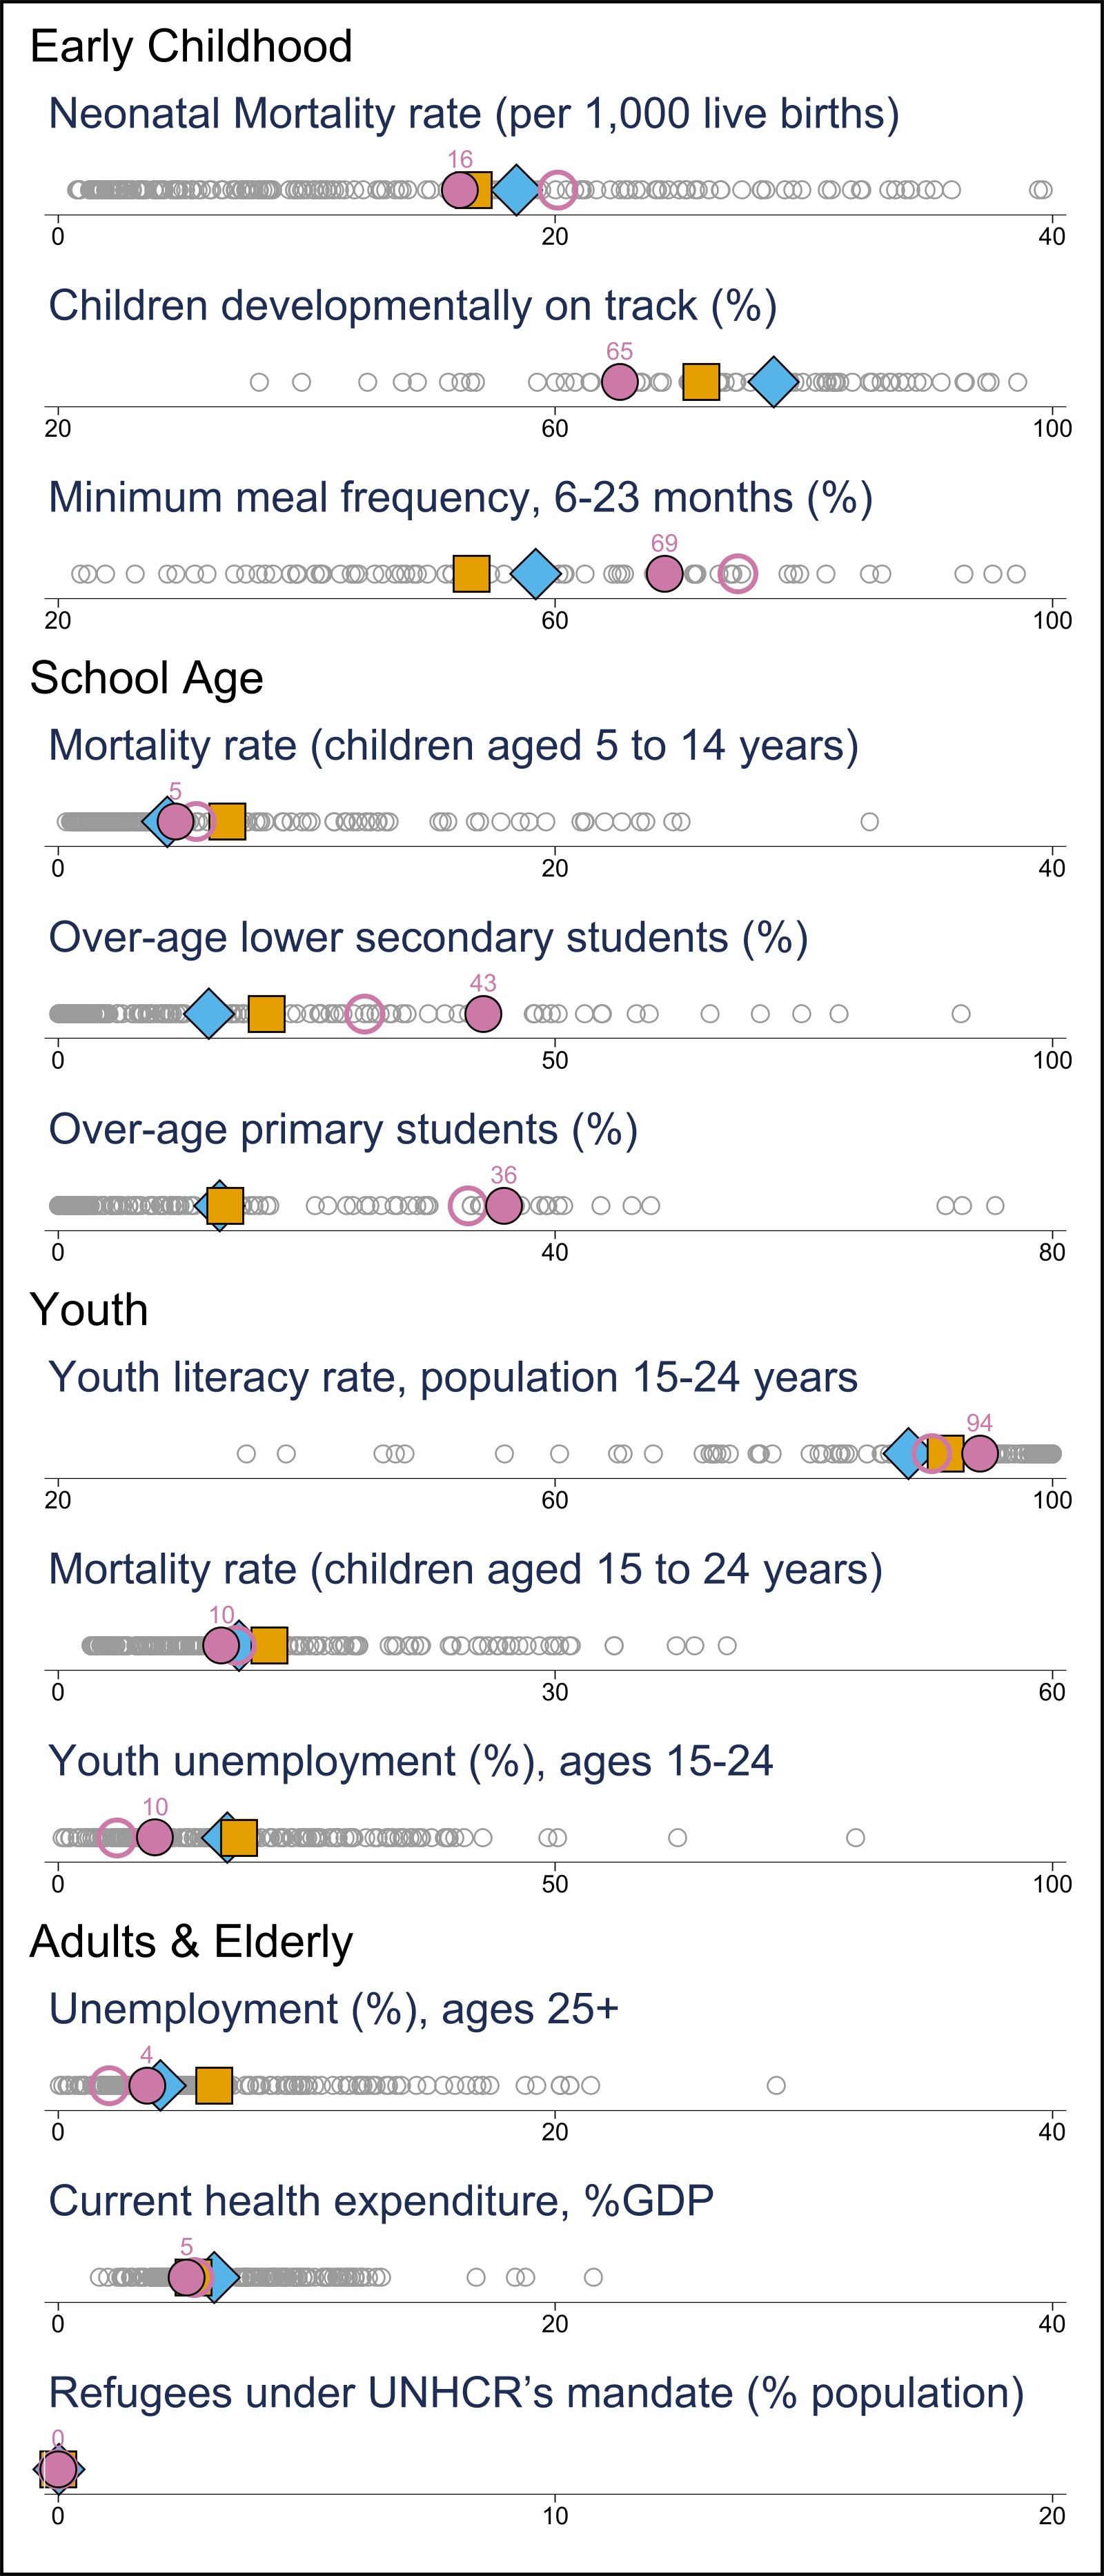 Early Childhood
Neonatal Mortality rate (per 1,000 live births)
16
0 20 40
Children developmentally on track (%)
65
20 60 100
Minimum meal frequency, 6-23 months (%)
69
20 60 100
School Age
Mortality rate (children aged 5 to 14 years)
5
0 20 40
Over-age lower secondary students (%)
43
0 50 100
Over-age primary students (%)
36
0 40 80
Youth
Youth literacy rate, population 15-24 years
94
20 60 100
Mortality rate (children aged 15 to 24 years)
10
0 30 60
Youth unemployment (%), ages 15-24
10
0 50 100
Adults & Elderly
Unemployment (%), ages 25+
4
0 20 40
Current health expenditure, %GDP
5
0 20 40
Refugees under UNHCR’s mandate (% population)
0
0 10 20